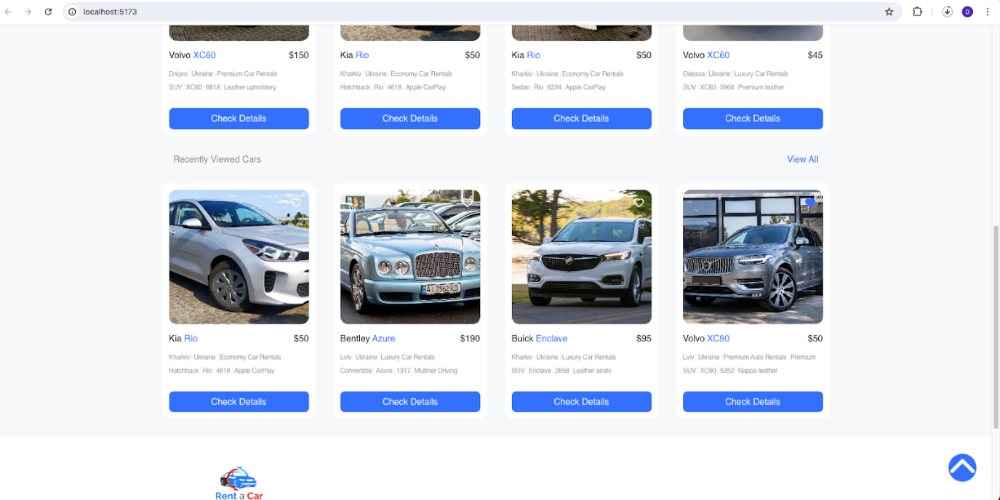 localhost:5173
D
Volvo XC60 $150
Dnipro Ukraine Premium Car Rentals
SUV XC60 6618 Leather upholstery
Check Details
Kia Rio $50
Kharkiv Ukraine Economy Car Rentals
Hatchback Rio 4618 Apple CarPlay
Check Details
Kia Rio $50
Kharkiv Ukraine Economy Car Rentals
Sedan Rio 6234 Apple CarPlay
Check Details
Volvo XC60 $45
Odessa Ukraine Luxury Car Rentals
SUV XC60 5966 Premium leather
Check Details
Recently Viewed Cars View All
AI 7962 KB
CARS
Kia Rio $50
Kharkiv Ukraine Economy Car Rentals
Hatchback Rio 4618 Apple CarPlay
Check Details
Bentley Azure $190
Lviv Ukraine Luxury Car Rentals
Convertible Azure 1317 Mulliner Driving
Check Details
Buick Enclave $95
Kharkiv Ukraine Luxury Car Rentals
SUV Enclave 2858 Leather seats
Check Details
Volvo XC90 $50
Lviv Ukraine Premium Auto Rentals Premium
SUV XC90 5352 Nappa leather
Check Details
Rent a Car